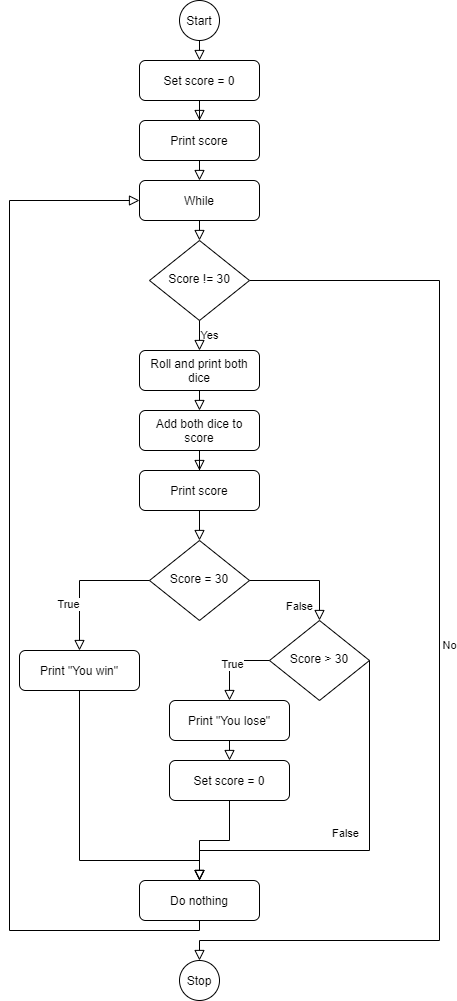 Start
Set score = 0
Print score
While
Score != 30
Yes
Roll and print both
dice
Add both dice to
score
Print score
Score = 30
True
False
No
Print "You win"
Score > 30
True
Print "You lose"
Set score = 0
False
Do nothing
Stop